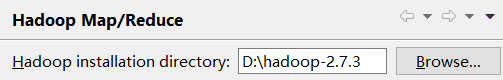 Hadoop Map/Reduce
Hadoop installation directory: D:\hadoop-2.7.3 Browse...